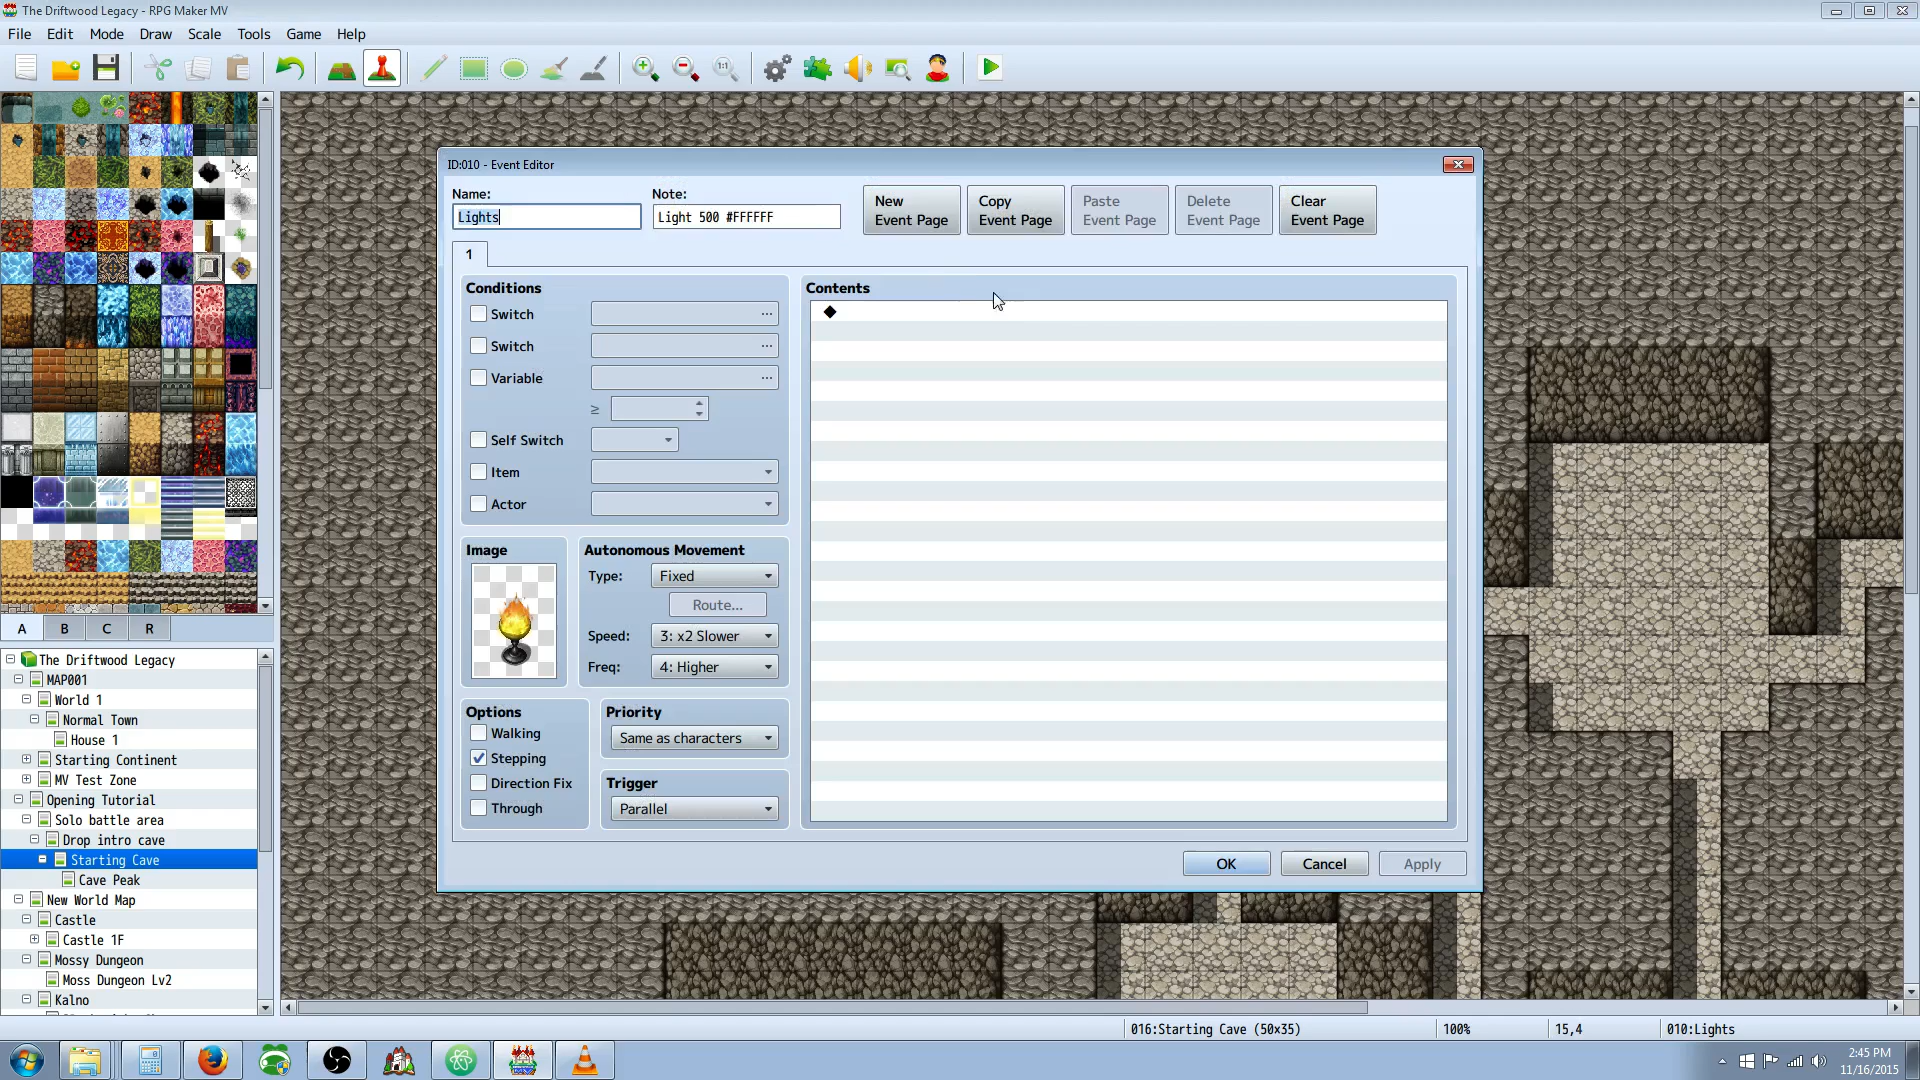 The Driftwood Legacy - RPG Maker MV
File Edit Mode Draw Scale Tools Game Help
1:1
ID:010 - Event Editor
Name: Note:
Lights Light 500 #FFFFFF
New Event Page
Copy Event Page
Paste Event Page
Delete Event Page
Clear Event Page
1
Conditions
Switch ...
Switch ...
Variable ...
≥
Self Switch
Item
Actor
Image
Autonomous Movement
Type: Fixed
Route...
Speed: 3: x2 Slower
Freq: 4: Higher
Options
Walking
Stepping
Direction Fix
Through
Priority
Same as characters
Trigger
Parallel
Contents
OK Cancel Apply
A B C R
The Driftwood Legacy
MAP001
World 1
Normal Town
House 1
Starting Continent
MV Test Zone
Opening Tutorial
Solo battle area
Drop intro cave
Starting Cave
Cave Peak
New World Map
Castle
Castle 1F
Mossy Dungeon
Moss Dungeon Lv2
Kalno
016:Starting Cave (50x35) 100% 15,4 010:Lights
2:45 PM
11/16/2015